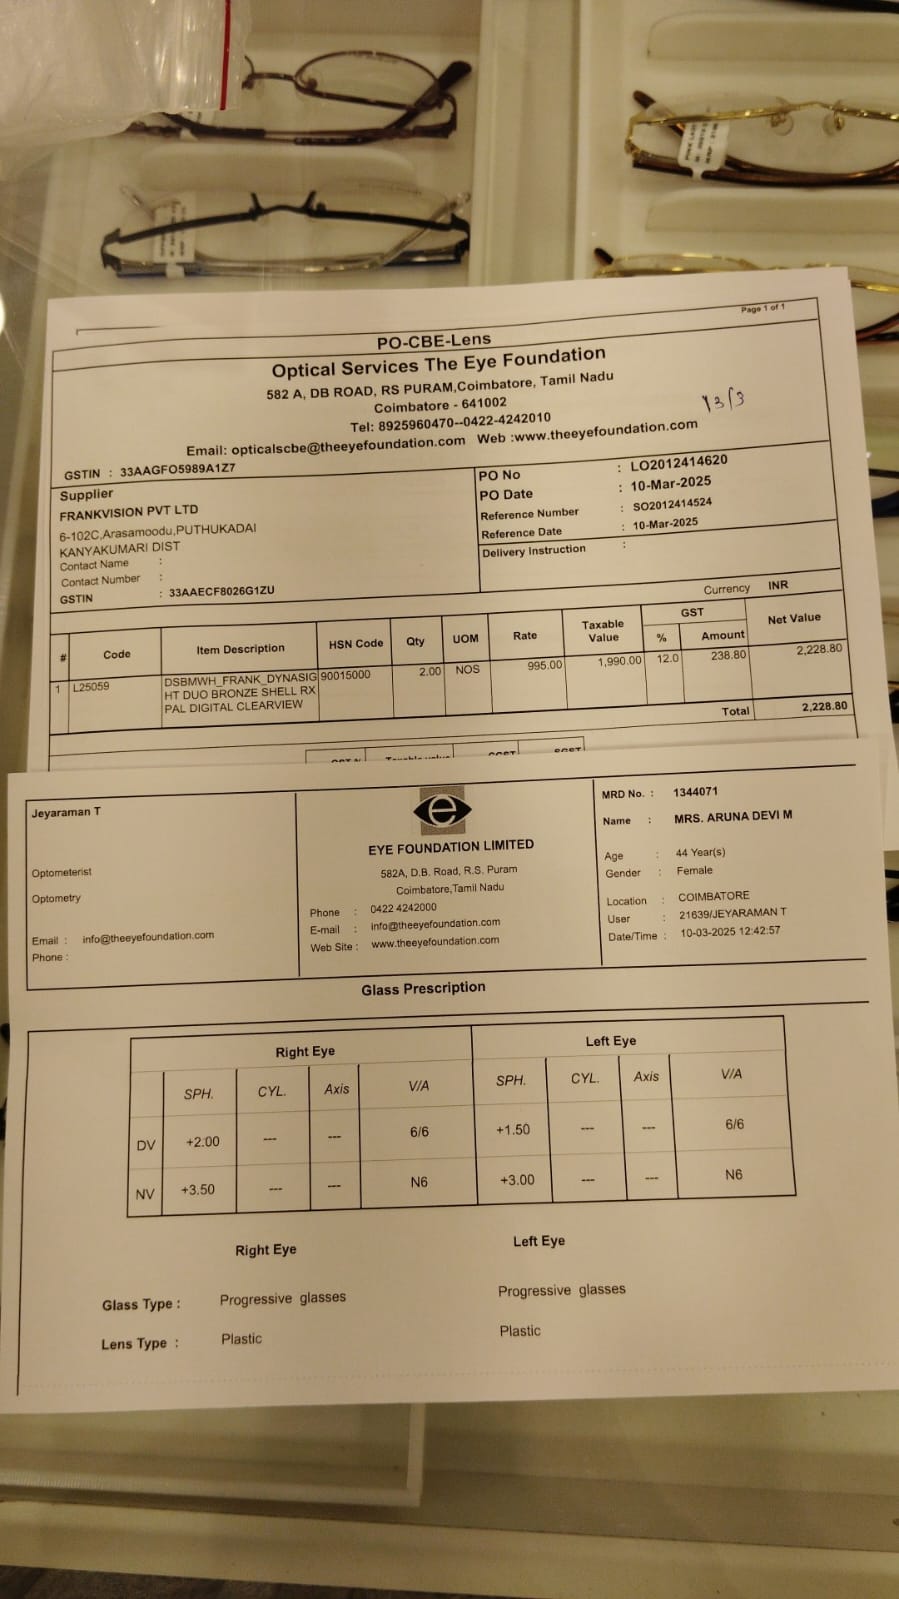 Page 1 of 1
PO-CBE-Lens
Optical Services The Eye Foundation
582 A, DB ROAD, RS PURAM,Coimbatore, Tamil Nadu
Coimbatore - 641002
Tel: 8925960470--0422-4242010
Email: opticalscbe@theeyefoundation.com Web :www.theeyefoundation.com
GSTIN : 33AAGFO5989A1Z7
Supplier
FRANKVISION PVT LTD
6-102C,Arasamoodu,PUTHUKADAI
KANYAKUMARI DIST
Contact Name :
Contact Number :
GSTIN : 33AAECF8026G1ZU
PO No : LO2012414620
PO Date : 10-Mar-2025
Reference Number : SO2012414524
Reference Date : 10-Mar-2025
Delivery Instruction :
Currency INR
# Code Item Description HSN Code Qty UOM Rate Taxable Value GST % Amount Net Value
1 L25059 DSBMWH_FRANK_DYNASIG 90015000 2.00 NOS 995.00 1,990.00 12.0 238.80 2,228.80
HT DUO BRONZE SHELL RX
PAL DIGITAL CLEARVIEW
Total 2,228.80
Jeyaraman T
Optometerist
Optometry
Email : info@theeyefoundation.com
Phone :
e
EYE FOUNDATION LIMITED
582A, D.B. Road, R.S. Puram
Coimbatore,Tamil Nadu
Phone : 0422 4242000
E-mail : info@theeyefoundation.com
Web Site : www.theeyefoundation.com
MRD No. : 1344071
Name : MRS. ARUNA DEVI M
Age : 44 Year(s)
Gender : Female
Location : COIMBATORE
User : 21639/JEYARAMAN T
Date/Time : 10-03-2025 12:42:57
Glass Prescription
Right Eye Left Eye
SPH. CYL. Axis V/A SPH. CYL. Axis V/A
DV +2.00 --- --- 6/6 +1.50 --- --- 6/6
NV +3.50 --- --- N6 +3.00 --- --- N6
Right Eye Left Eye
Glass Type : Progressive glasses Progressive glasses
Lens Type : Plastic Plastic